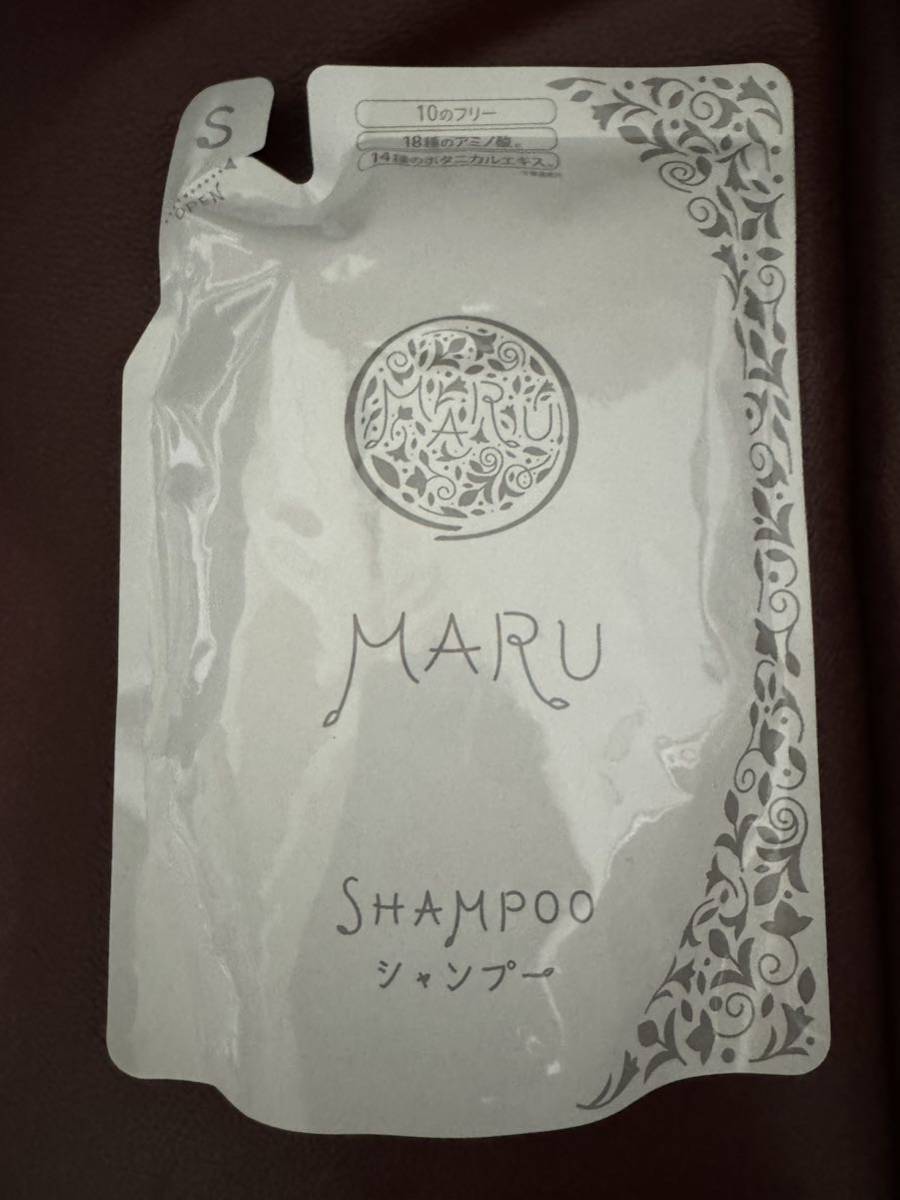 S
OPEN
10のフリー
18種のアミノ酸※
14種のボタニカルエキス※
MARU
MARU
SHAMPOO
シャンプー